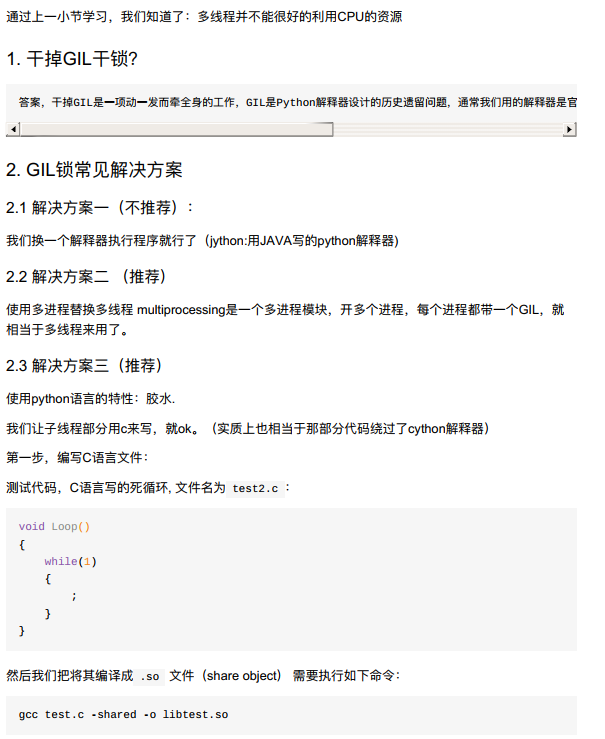 通过上一小节学习，我们知道了：多线程并不能很好的利用CPU的资源
1. 干掉GIL干锁?
答案，干掉GIL是一项动一发而牵全身的工作，GIL是Python解释器设计的历史遗留问题，通常我们用的解释器是官
2. GIL锁常见解决方案
2.1 解决方案一（不推荐）：
我们换一个解释器执行程序就行了（jython:用JAVA写的python解释器)
2.2 解决方案二 （推荐）
使用多进程替换多线程 multiprocessing是一个多进程模块，开多个进程，每个进程都带一个GIL，就
相当于多线程来用了。
2.3 解决方案三（推荐）
使用python语言的特性：胶水.
我们让子线程部分用c来写，就ok。（实质上也相当于那部分代码绕过了cython解释器）
第一步，编写C语言文件：
测试代码，C语言写的死循环, 文件名为 test2.c ：
void Loop()
{
while(1)
{
;
}
}
然后我们把将其编译成 .so 文件（share object） 需要执行如下命令：
gcc test.c -shared -o libtest.so